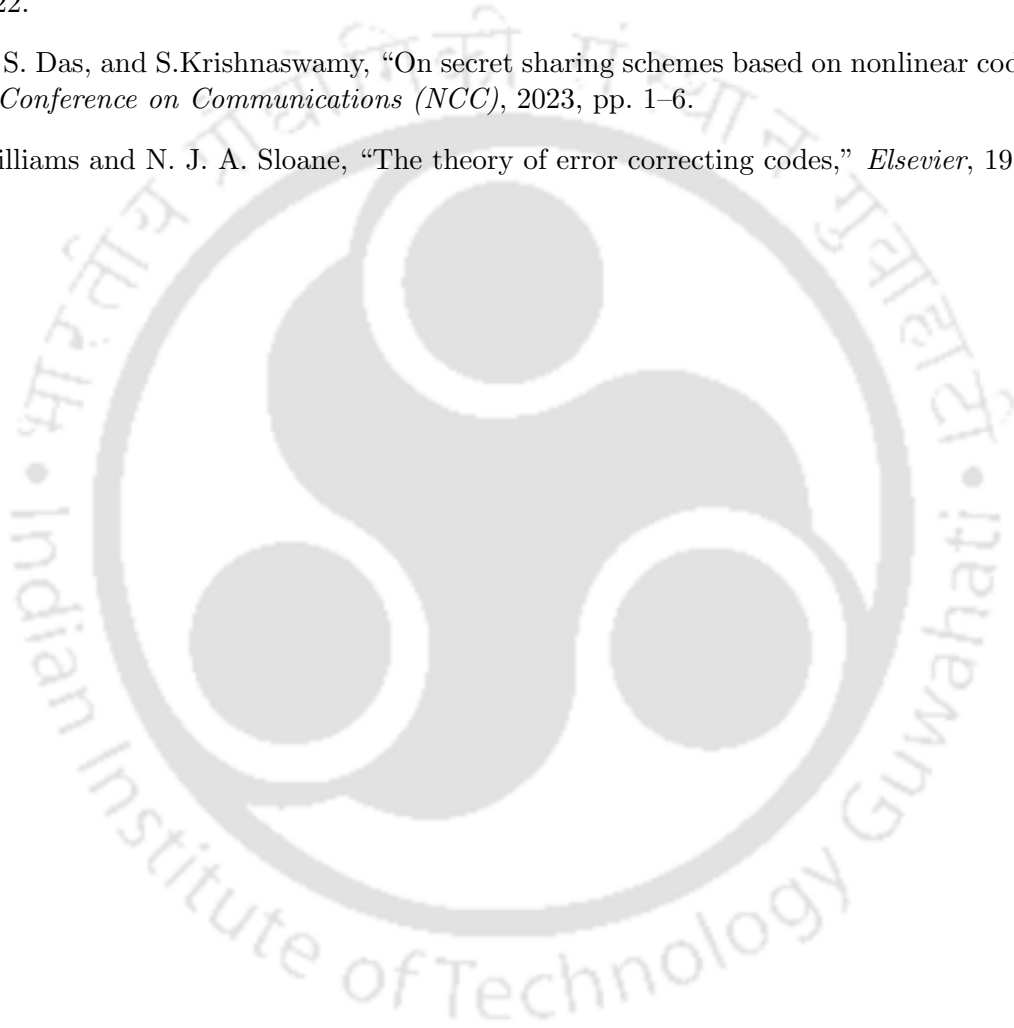 22.
S. Das, and S.Krishnaswamy, “On secret sharing schemes based on nonlinear cod
Conference on Communications (NCC), 2023, pp. 1–6.
illiams and N. J. A. Sloane, “The theory of error correcting codes,” Elsevier, 19
भारतीय प्रौद्योगिकी संस्थान गुवाहाटी
• Indian Institute of Technology Guwahati •